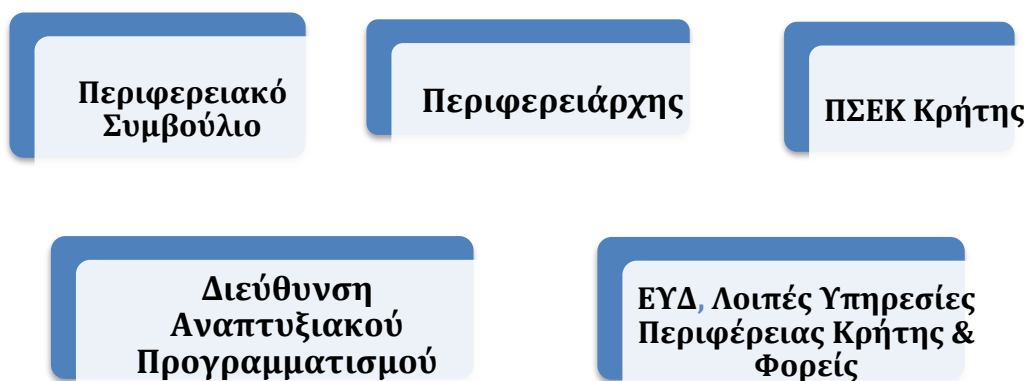 Περιφερειακό
Συμβούλιο
Περιφερειάρχης
ΠΣΕΚ Κρήτης
Διεύθυνση
Αναπτυξιακού
Προγραμματισμού
ΕΥΔ, Λοιπές Υπηρεσίες
Περιφέρειας Κρήτης &
Φορείς